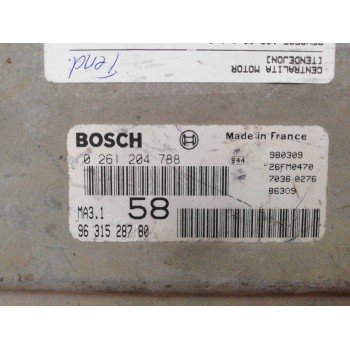 CENTRALITA MOTOR
[TENDEJON]
Tend.
BOSCH
Made in France
0 261 204 788
944
980309
26FM0470
7036 0276
86309
MA3.1
58
96 315 287 80